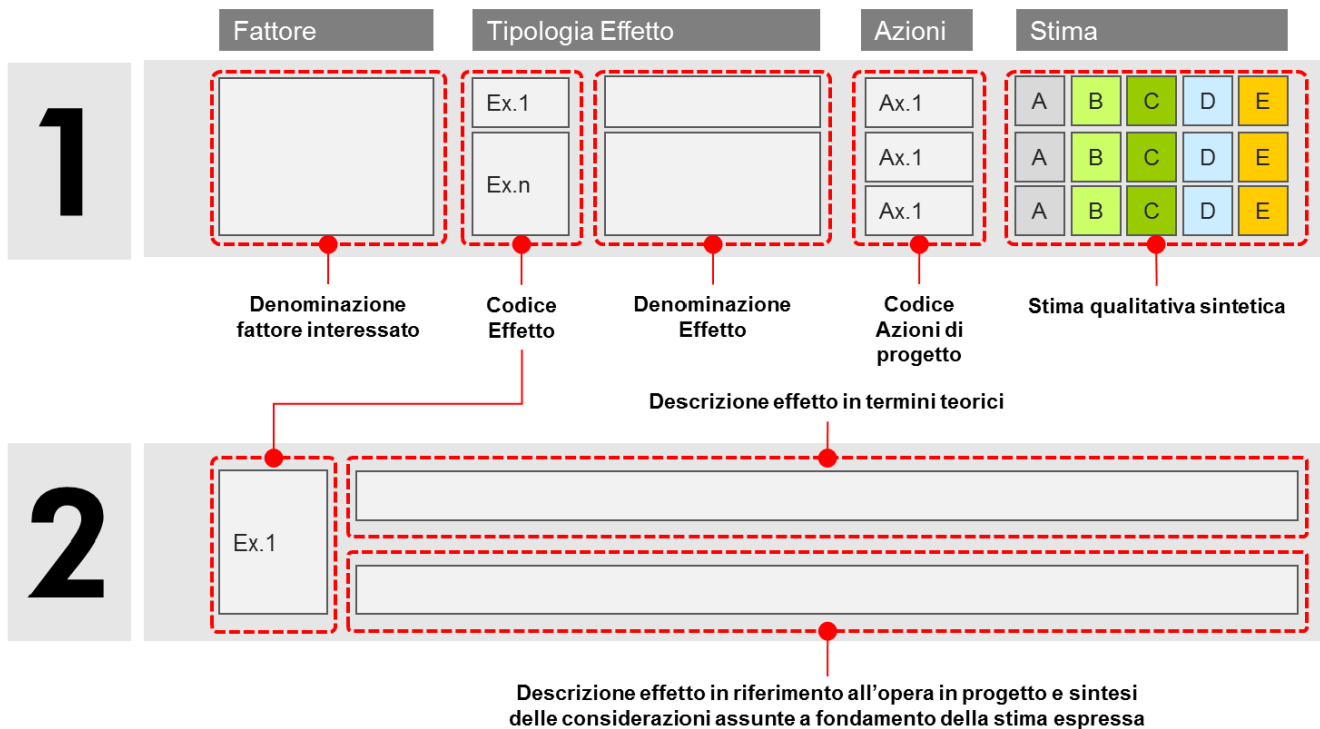 Fattore
Tipologia Effetto
Azioni
Stima
1
Ex.1
Ex.n
Ax.1
Ax.1
Ax.1
A B C D E
A B C D E
A B C D E
Denominazione
fattore interessato
Codice
Effetto
Denominazione
Effetto
Codice
Azioni di
progetto
Stima qualitativa sintetica
Descrizione effetto in termini teorici
2
Ex.1
Descrizione effetto in riferimento all'opera in progetto e sintesi
delle considerazioni assunte a fondamento della stima espressa